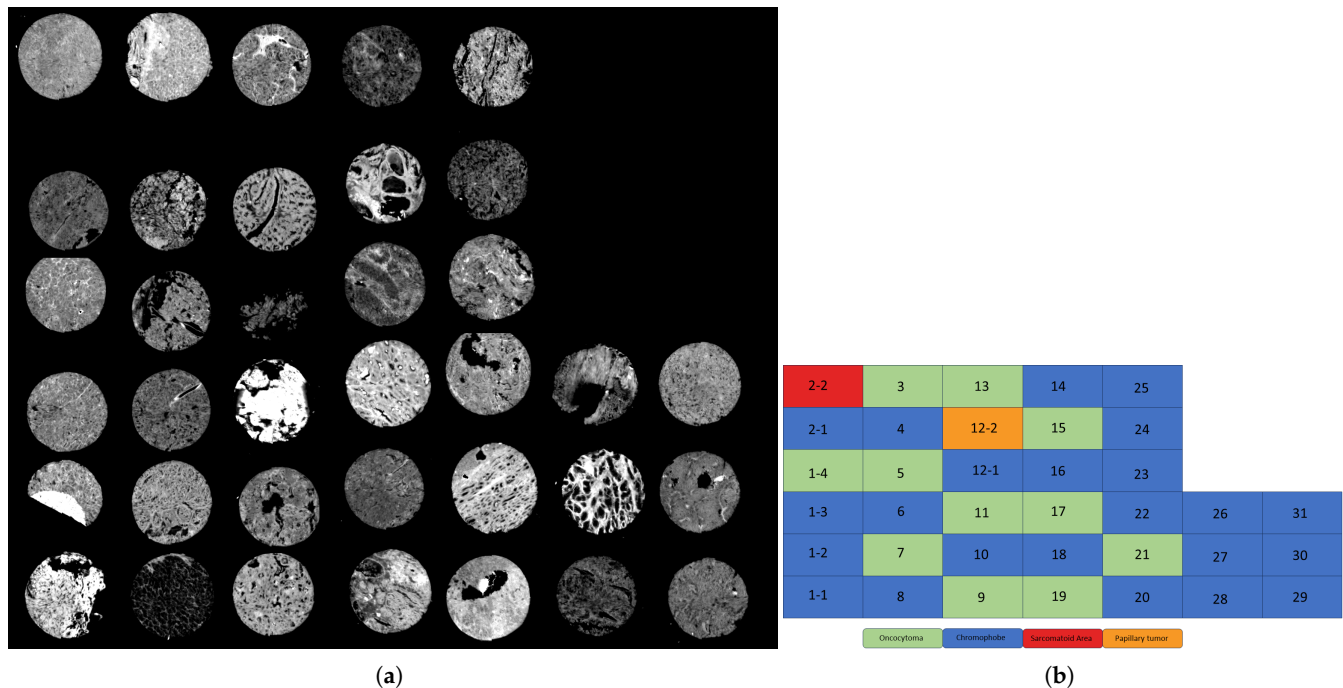 2-2 3 13 14 25
2-1 4 12-2 15 24
1-4 5 12-1 16 23
1-3 6 11 17 22 26 31
1-2 7 10 18 21 27 30
1-1 8 9 19 20 28 29
Oncocytoma Chromophobe Sarcomatoid Area Papillary tumor
(a) (b)